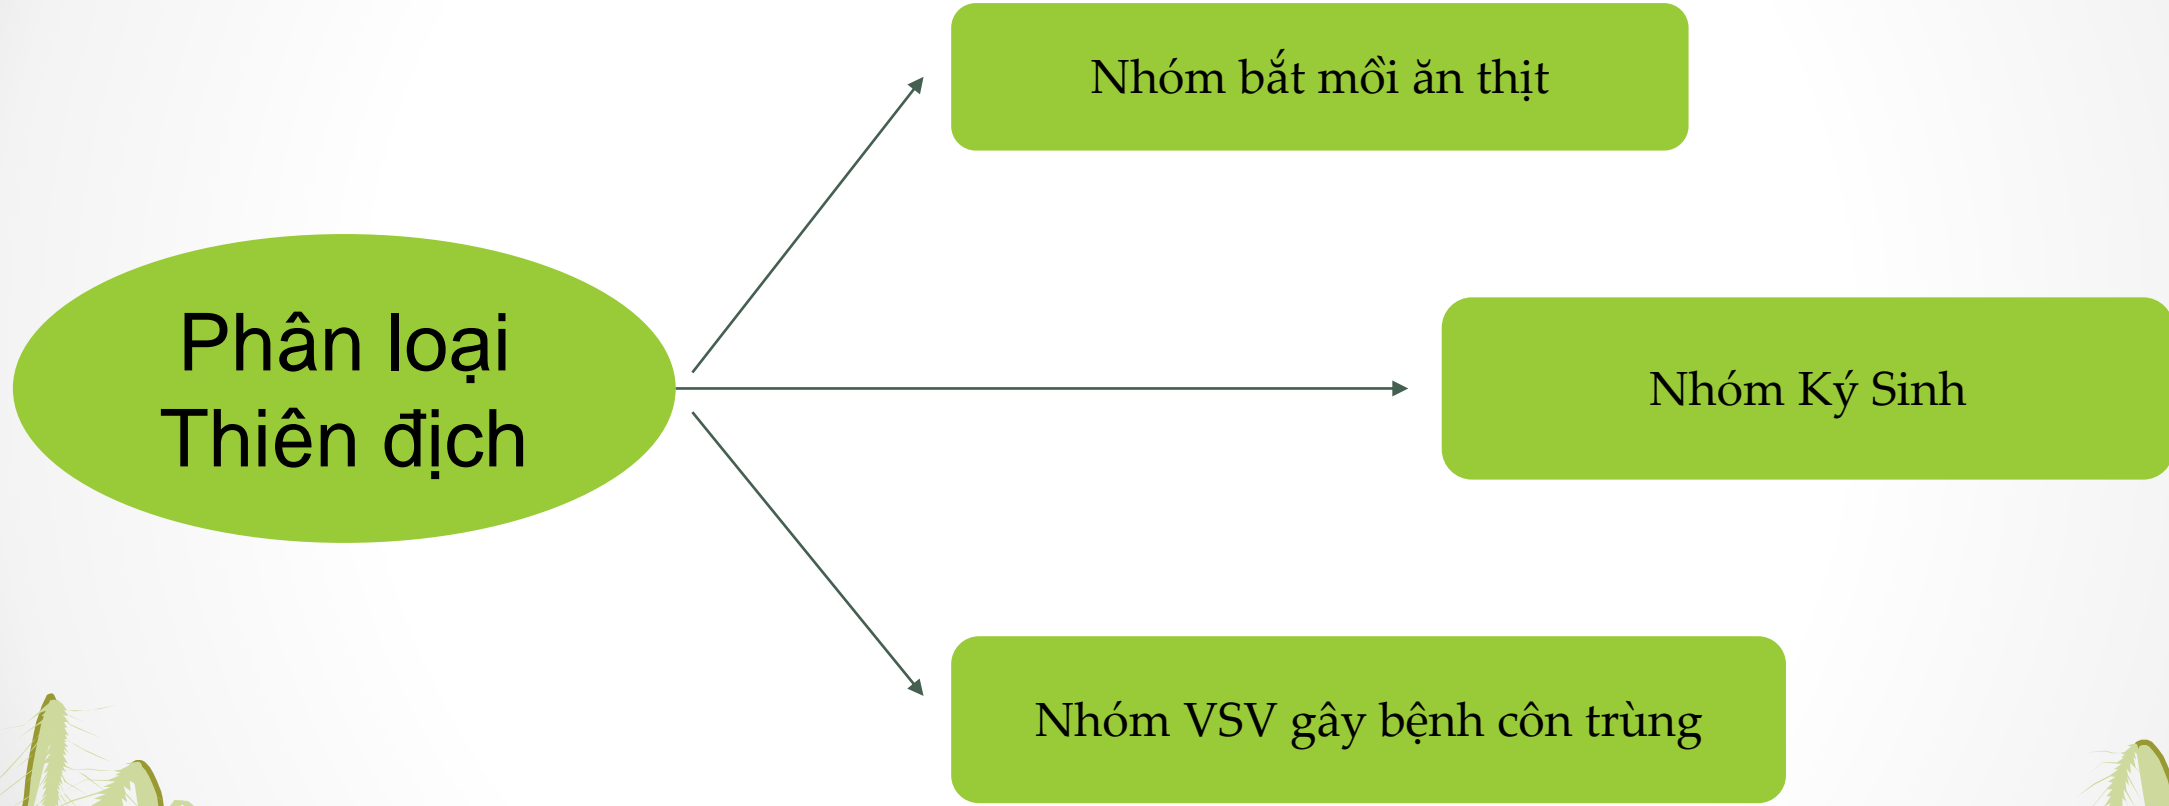 Phân loại
Thiên địch
Nhóm bắt mồi ăn thịt
Nhóm Ký Sinh
Nhóm VSV gây bệnh côn trùng